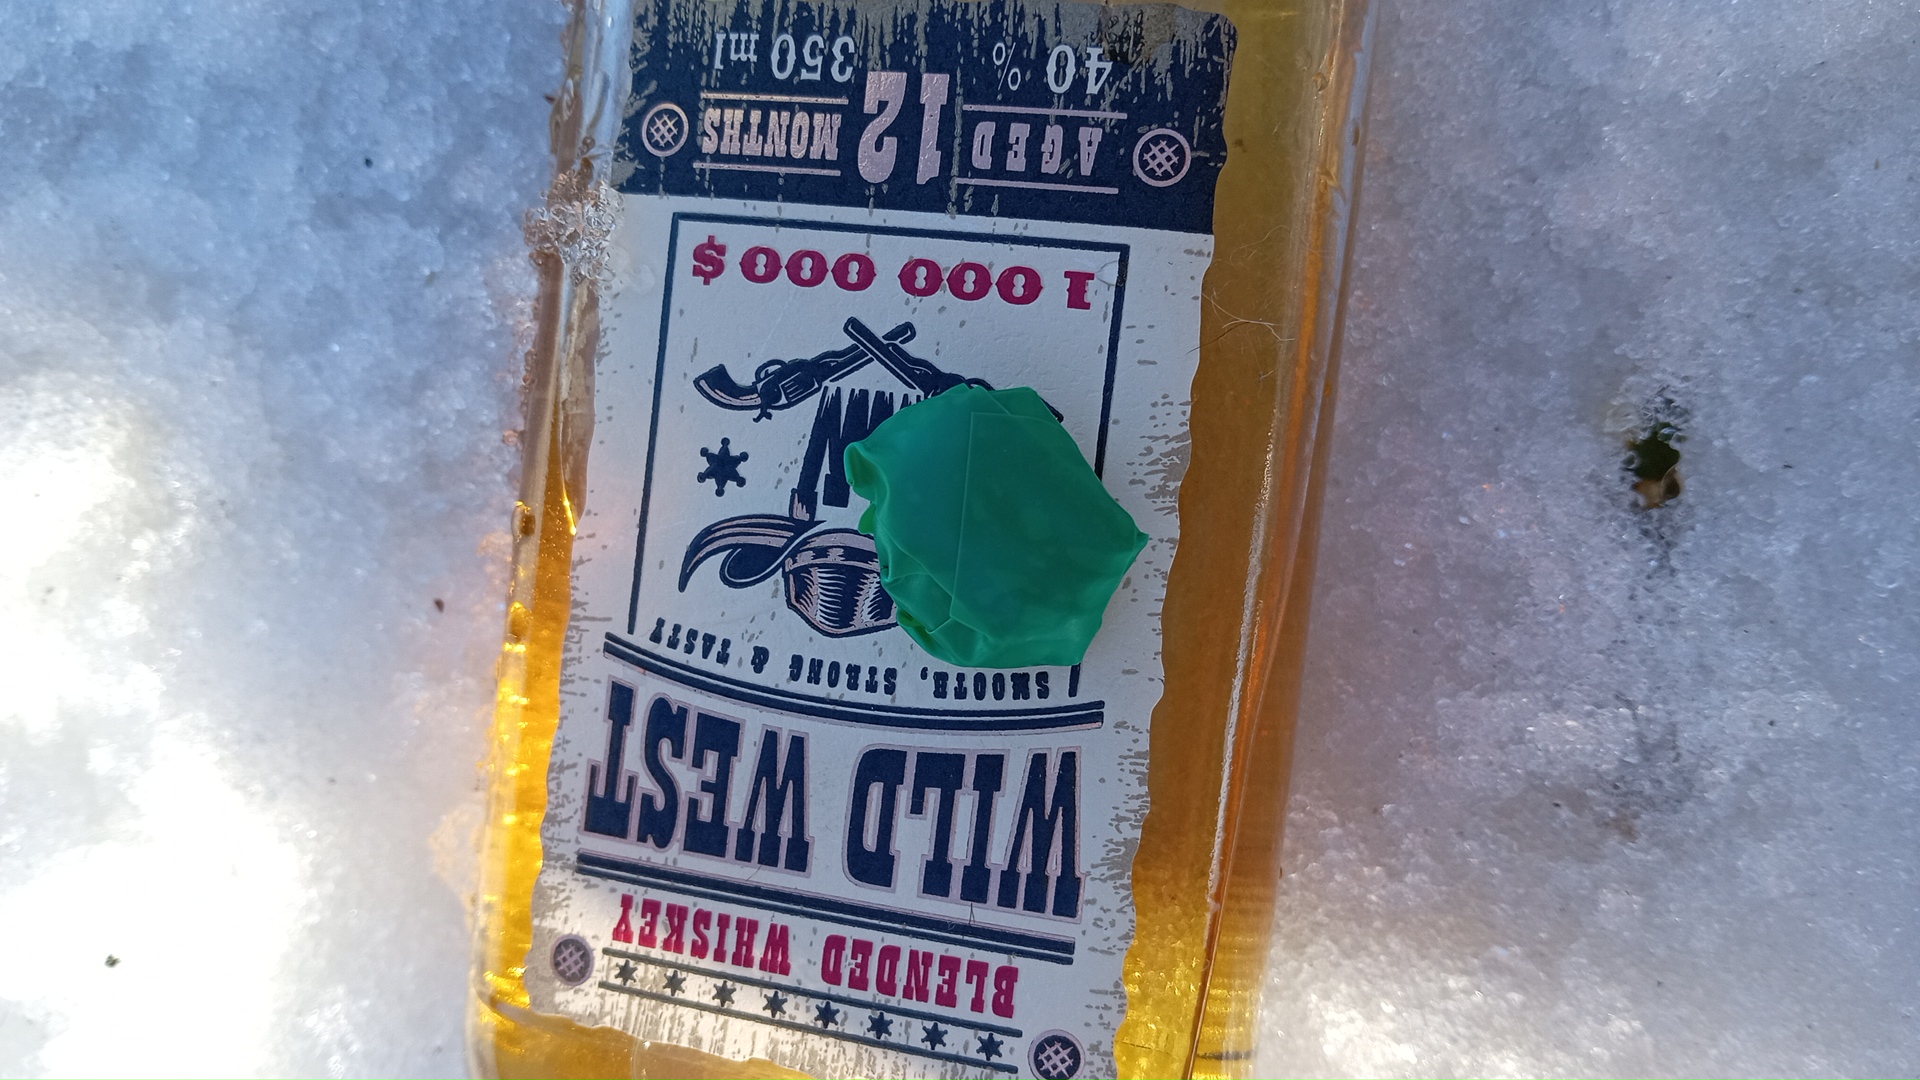 BLENDED WHISKEY
WILD WEST
SMOOTH, STRONG & TASTY
1 000 000 $
AGED 12 MONTHS
40 % 350 ml